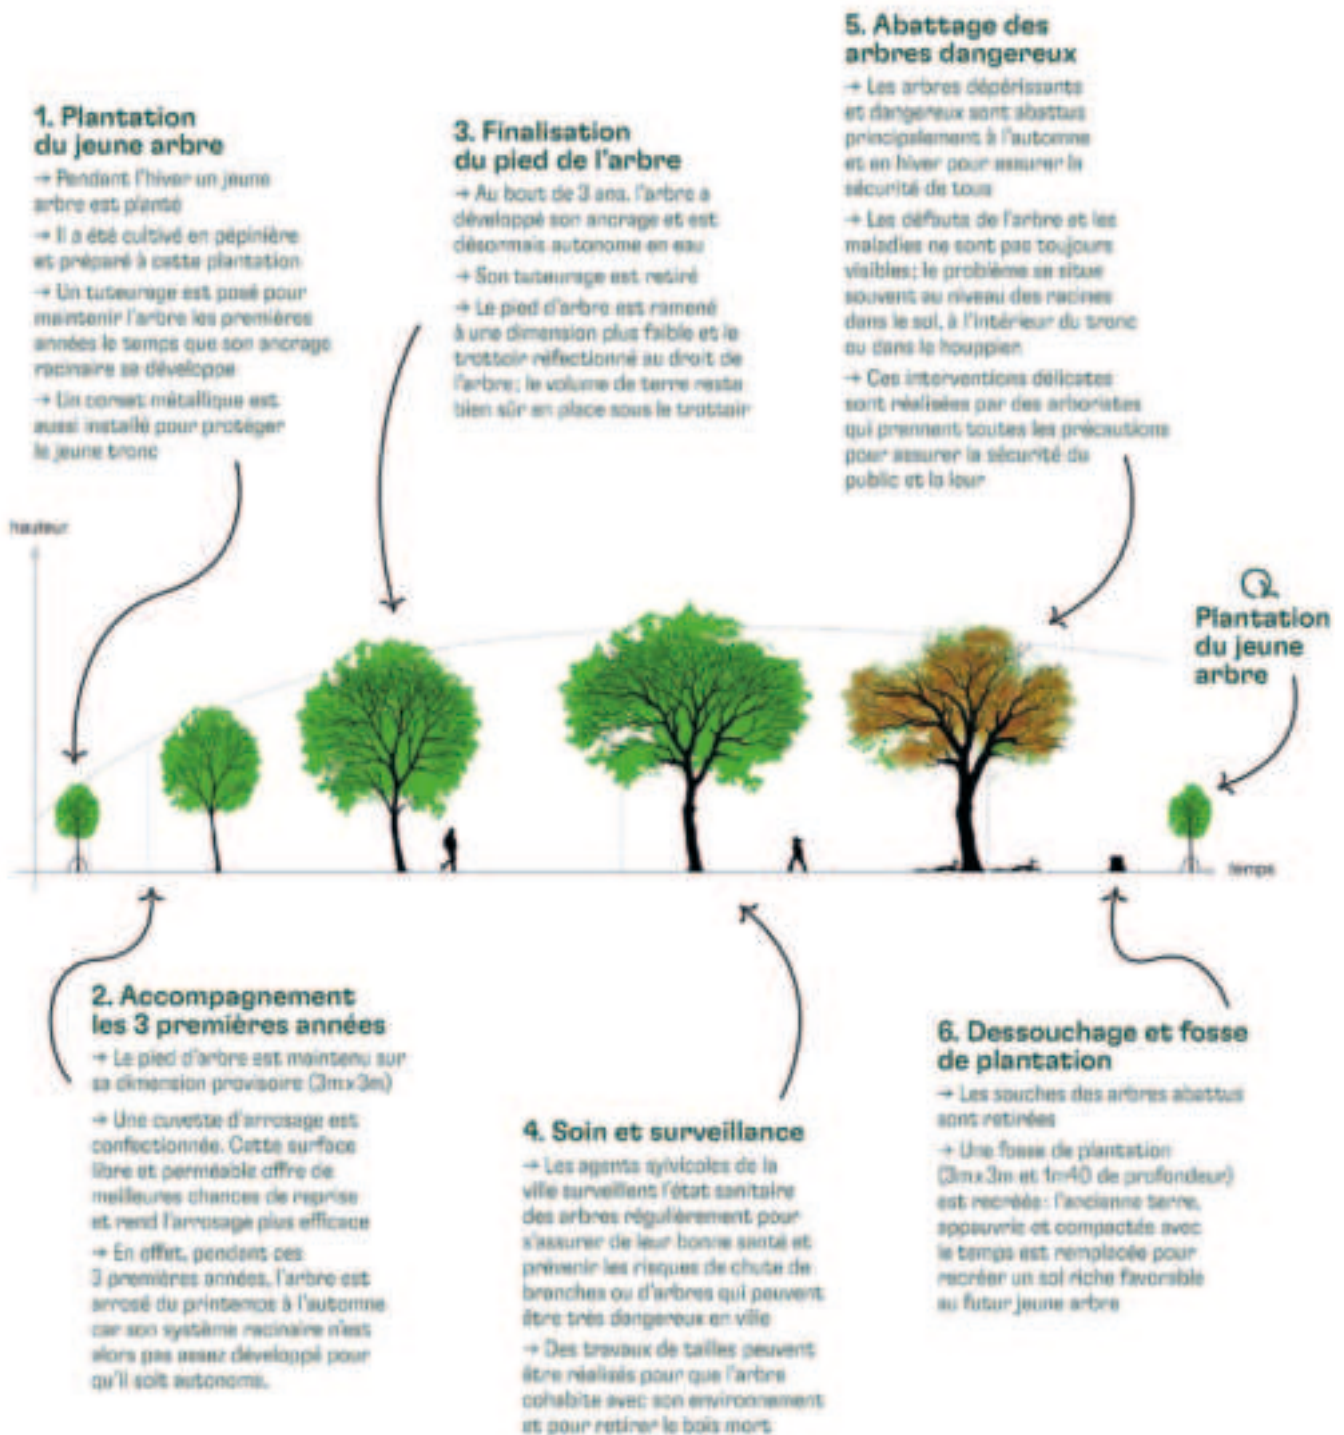 1. Plantation
du jeune arbre
→ Pendant l'hiver un jeune
arbre est planté
→ Il a été cultivé en pépinière
et préparé à cette plantation
→ Un tuteurage est posé pour
maintenir l'arbre les premières
années le temps que son ancrage
racinaire se développe
→ Un corset métallique est
aussi installé pour protéger
le jeune tronc
3. Finalisation
du pied de l'arbre
→ Au bout de 3 ans, l'arbre a
développé son ancrage et est
désormais autonome en eau
→ Son tuteurage est retiré
→ Le pied d'arbre est ramené
à une dimension plus faible et le
trottoir réfectionné au droit de
l'arbre; le volume de terre reste
bien sûr en place sous le trottoir
5. Abattage des
arbres dangereux
→ Les arbres dépérissants
et dangereux sont abattus
principalement à l'automne
et en hiver pour assurer la
sécurité de tous
→ Les défauts de l'arbre et les
maladies ne sont pas toujours
visibles; le problème se situe
souvent au niveau des racines
dans le sol, à l'intérieur du tronc
ou dans le houppier
→ Ces interventions délicates
sont réalisées par des arboristes
qui prennent toutes les précautions
pour assurer la sécurité du
public et la leur
hauteur
Plantation
du jeune
arbre
temps
2. Accompagnement
les 3 premières années
→ Le pied d'arbre est maintenu sur
sa dimension provisoire (3m x 3m)
→ Une cuvette d'arrosage est
confectionnée. Cette surface
libre et perméable offre de
meilleures chances de reprise
et rend l'arrosage plus efficace
→ En effet, pendant ces
3 premières années, l'arbre est
arrosé du printemps à l'automne
car son système racinaire n'est
alors pas assez développé pour
qu'il soit autonome.
4. Soin et surveillance
→ Les agents sylvicoles de la
ville surveillent l'état sanitaire
des arbres régulièrement pour
s'assurer de leur bonne santé et
prévenir les risques de chute de
branches ou d'arbres qui peuvent
être très dangereux en ville
→ Des travaux de tailles peuvent
être réalisés pour que l'arbre
cohabite avec son environnement
et pour retirer le bois mort
6. Dessouchage et fosse
de plantation
→ Les souches des arbres abattus
sont retirées
→ Une fosse de plantation
(3m x 3m et 1m40 de profondeur)
est recréée: l'ancienne terre,
appauvrie et compactée avec
le temps est remplacée pour
recréer un sol riche favorable
au futur jeune arbre